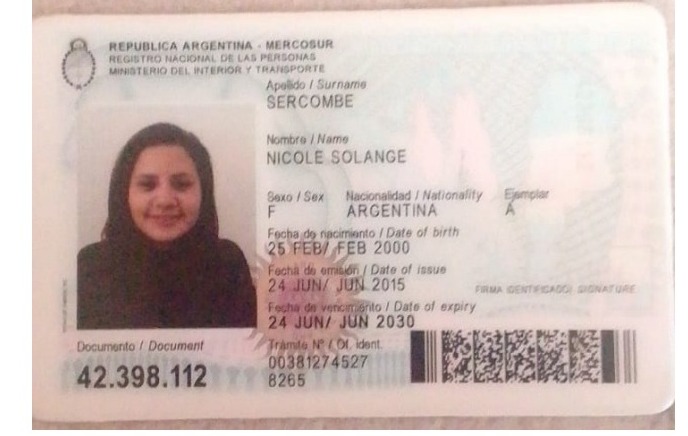 REPUBLICA ARGENTINA - MERCOSUR
REGISTRO NACIONAL DE LAS PERSONAS
MINISTERIO DEL INTERIOR Y TRANSPORTE
Apellido / Surname
SERCOMBE
Nombre / Name
NICOLE SOLANGE
Sexo / Sex Nacionalidad / Nationality Ejemplar
F ARGENTINA A
Fecha de nacimiento / Date of birth
25 FEB/ FEB 2000
Fecha de emisión / Date of issue
24 JUN/ JUN 2015
FIRMA IDENTIFICADO/ SIGNATURE
Fecha de vencimiento / Date of expiry
24 JUN/ JUN 2030
Documento / Document
42.398.112
Trámite Nº / Of. ident.
00381274527
8265